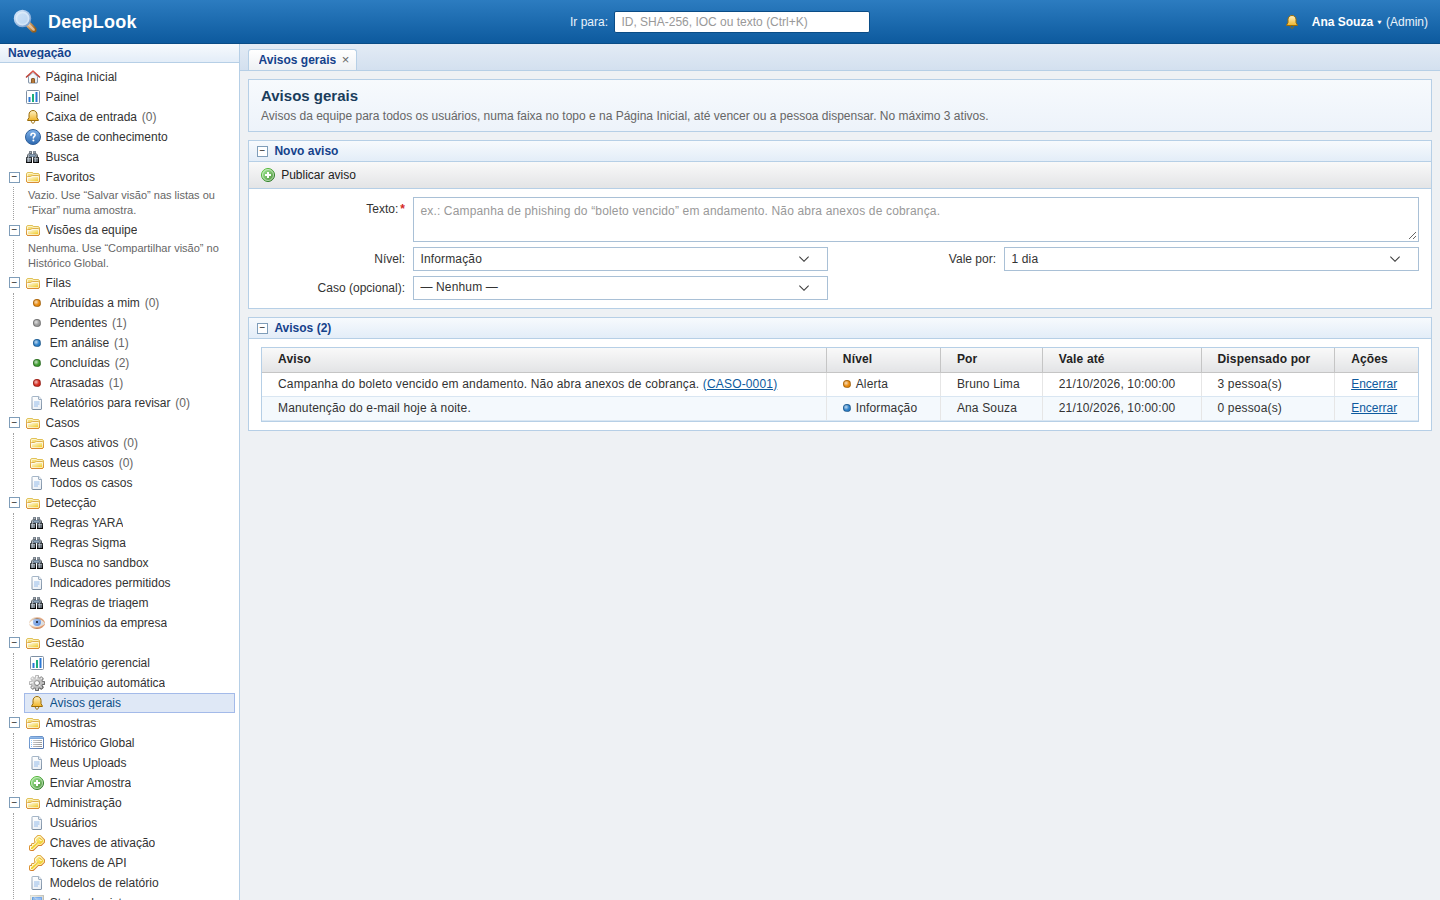 DeepLook
Ir para: ID, SHA-256, IOC ou texto (Ctrl+K)
Ana Souza (Admin)
Navegação
Página Inicial
Painel
Caixa de entrada (0)
Base de conhecimento
Busca
Favoritos
Vazio. Use “Salvar visão” nas listas ou
“Fixar” numa amostra.
Visões da equipe
Nenhuma. Use “Compartilhar visão” no
Histórico Global.
Filas
Atribuídas a mim (0)
Pendentes (1)
Em análise (1)
Concluídas (2)
Atrasadas (1)
Relatórios para revisar (0)
Casos
Casos ativos (0)
Meus casos (0)
Todos os casos
Detecção
Regras YARA
Regras Sigma
Busca no sandbox
Indicadores permitidos
Regras de triagem
Domínios da empresa
Gestão
Relatório gerencial
Atribuição automática
Avisos gerais
Amostras
Histórico Global
Meus Uploads
Enviar Amostra
Administração
Usuários
Chaves de ativação
Tokens de API
Modelos de relatório
Avisos gerais ×
Avisos gerais
Avisos da equipe para todos os usuários, numa faixa no topo e na Página Inicial, até vencer ou a pessoa dispensar. No máximo 3 ativos.
Novo aviso
Publicar aviso
Texto:* ex.: Campanha de phishing do “boleto vencido” em andamento. Não abra anexos de cobrança.
Nível: Informação Vale por: 1 dia
Caso (opcional): — Nenhum —
Avisos (2)
Aviso Nível Por Vale até Dispensado por Ações
Campanha do boleto vencido em andamento. Não abra anexos de cobrança. (CASO-0001) Alerta Bruno Lima 21/10/2026, 10:00:00 3 pessoa(s) Encerrar
Manutenção do e-mail hoje à noite. Informação Ana Souza 21/10/2026, 10:00:00 0 pessoa(s) Encerrar